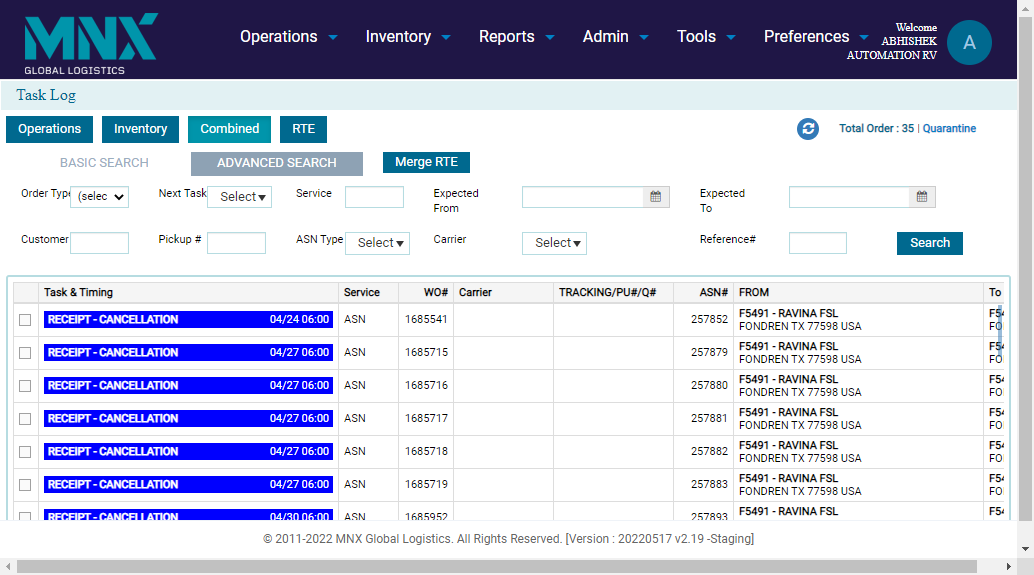 MNX
GLOBAL LOGISTICS
Operations Inventory Reports Admin Tools Preferences
Welcome
ABHISHEK
AUTOMATION RV
A
Task Log
Operations Inventory Combined RTE
Total Order : 35 | Quarantine
BASIC SEARCH ADVANCED SEARCH Merge RTE
Order Type (selec Next Task Select Service Expected From Expected To
Customer Pickup # ASN Type Select Carrier Select Reference# Search
Task & Timing Service WO# Carrier TRACKING/PU#/Q# ASN# FROM To
RECEIPT - CANCELLATION 04/24 06:00 ASN 1685541 257852 F5491 - RAVINA FSL F54
FONDREN TX 77598 USA FO
RECEIPT - CANCELLATION 04/27 06:00 ASN 1685715 257879 F5491 - RAVINA FSL F54
FONDREN TX 77598 USA FO
RECEIPT - CANCELLATION 04/27 06:00 ASN 1685716 257880 F5491 - RAVINA FSL F54
FONDREN TX 77598 USA FO
RECEIPT - CANCELLATION 04/27 06:00 ASN 1685717 257881 F5491 - RAVINA FSL F54
FONDREN TX 77598 USA FO
RECEIPT - CANCELLATION 04/27 06:00 ASN 1685718 257882 F5491 - RAVINA FSL F54
FONDREN TX 77598 USA FO
RECEIPT - CANCELLATION 04/27 06:00 ASN 1685719 257883 F5491 - RAVINA FSL F54
FONDREN TX 77598 USA FO
RECEIPT - CANCELLATION 04/30 06:00 ASN 1685952 257893 F5491 - RAVINA FSL F54
© 2011-2022 MNX Global Logistics. All Rights Reserved. [Version : 20220517 v2.19 -Staging]